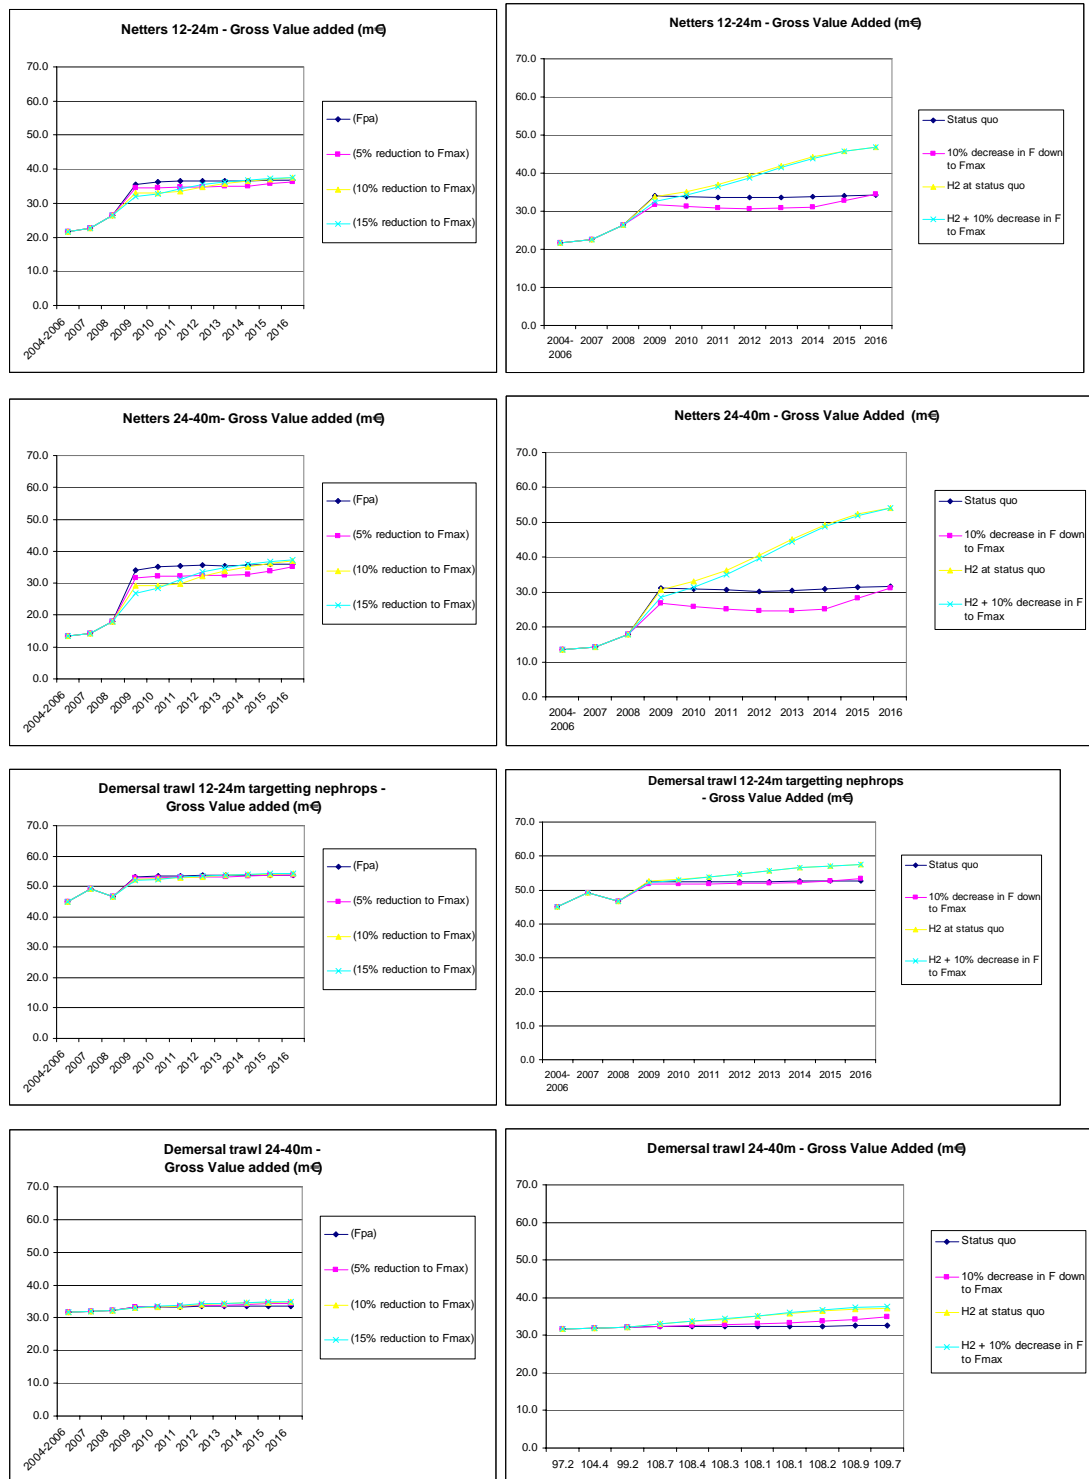 Netters 12-24m - Gross Value added (m€)
70.0
60.0
50.0
40.0
30.0
20.0
10.0
0.0
2004-2006
2007
2008
2009
2010
2011
2012
2013
2014
2015
2016
(Fpa)
(5% reduction to Fmax)
(10% reduction to Fmax)
(15% reduction to Fmax)
Netters 12-24m - Gross Value Added (m€)
70.0
60.0
50.0
40.0
30.0
20.0
10.0
0.0
2004- 2007 2008 2009 2010 2011 2012 2013 2014 2015 2016
2006
Status quo
10% decrease in F down
to Fmax
H2 at status quo
H2 + 10% decrease in F
to Fmax
Netters 24-40m- Gross Value added (m€)
70.0
60.0
50.0
40.0
30.0
20.0
10.0
0.0
2004-2006
2007
2008
2009
2010
2011
2012
2013
2014
2015
2016
(Fpa)
(5% reduction to Fmax)
(10% reduction to Fmax)
(15% reduction to Fmax)
Netters 24-40m - Gross Value Added (m€)
70.0
60.0
50.0
40.0
30.0
20.0
10.0
0.0
2004- 2007 2008 2009 2010 2011 2012 2013 2014 2015 2016
2006
Status quo
10% decrease in F down
to Fmax
H2 at status quo
H2 + 10% decrease in F
to Fmax
Demersal trawl 12-24m targetting nephrops -
Gross Value added (m€)
70.0
60.0
50.0
40.0
30.0
20.0
10.0
0.0
2004-2006
2007
2008
2009
2010
2011
2012
2013
2014
2015
2016
(Fpa)
(5% reduction to Fmax)
(10% reduction to Fmax)
(15% reduction to Fmax)
Demersal trawl 12-24m targetting nephrops
- Gross Value Added (m€)
70.0
60.0
50.0
40.0
30.0
20.0
10.0
0.0
2004- 2007 2008 2009 2010 2011 2012 2013 2014 2015 2016
2006
Status quo
10% decrease in F down
to Fmax
H2 at status quo
H2 + 10% decrease in F
to Fmax
Demersal trawl 24-40m -
Gross Value added (m€)
70.0
60.0
50.0
40.0
30.0
20.0
10.0
0.0
2004-2006
2007
2008
2009
2010
2011
2012
2013
2014
2015
2016
(Fpa)
(5% reduction to Fmax)
(10% reduction to Fmax)
(15% reduction to Fmax)
Demersal trawl 24-40m - Gross Value Added (m€)
70.0
60.0
50.0
40.0
30.0
20.0
10.0
0.0
97.2 104.4 99.2 108.7 108.4 108.3 108.1 108.1 108.2 108.9 109.7
Status quo
10% decrease in F down
to Fmax
H2 at status quo
H2 + 10% decrease in F
to Fmax